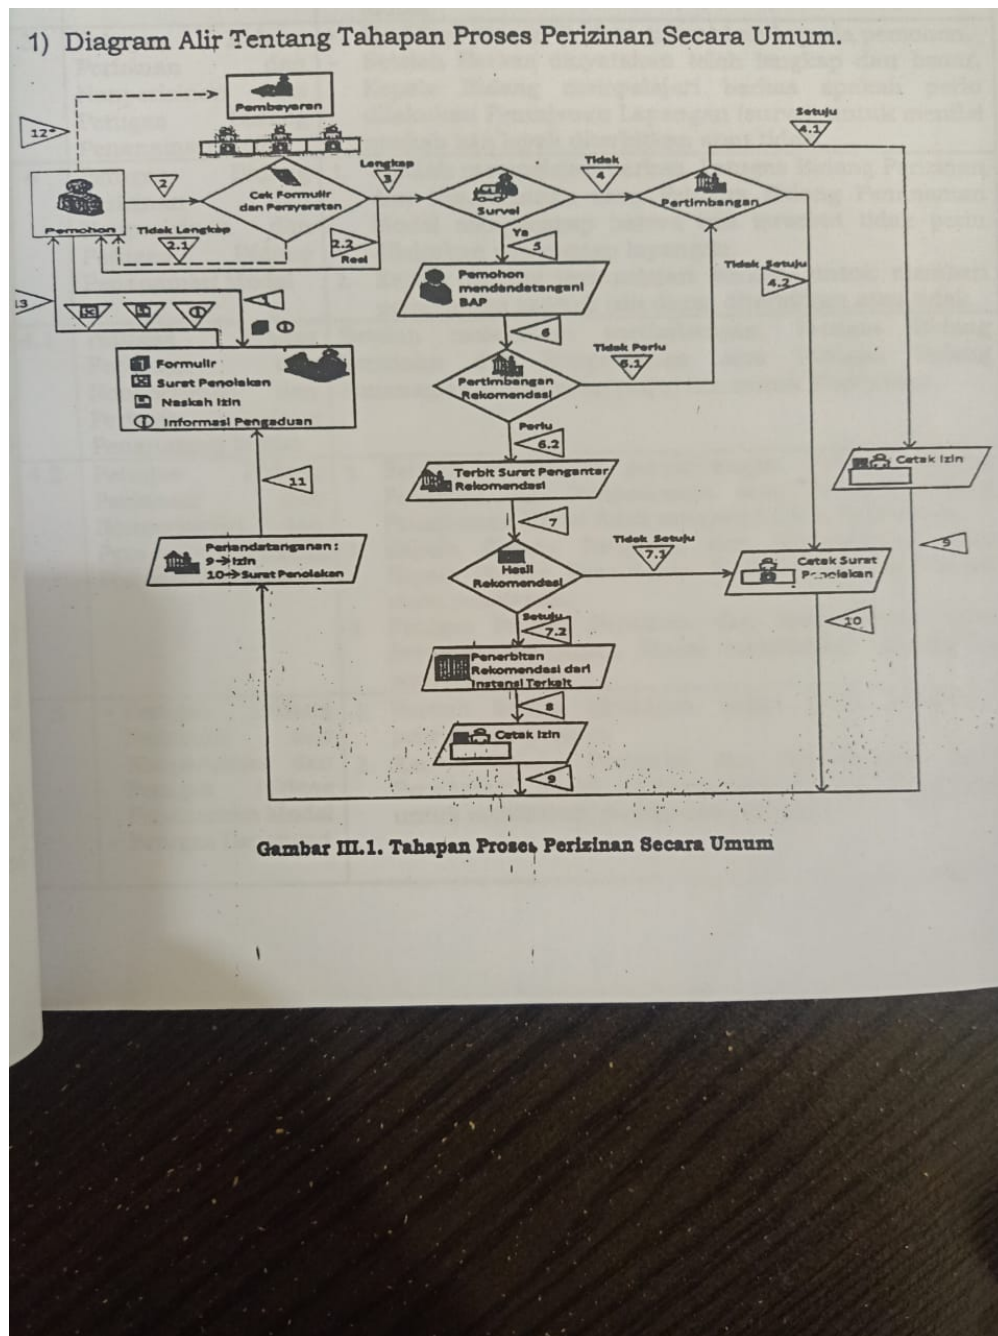 1) Diagram Alir Tentang Tahapan Proses Perizinan Secara Umum.
Pembayaran
12*
Setuju
4.1
Lengkap
3
Tidak
4
2
Cek Formulir
dan Persyaratan
Survei
Pertimbangan
Pemohon
Tidak Lengkap
2.1
2.2
Resi
Ya
5
Tidak Setuju
4.2
Pemohon
mendandatangani
BAP
13
1
6
Tidak Perlu
6.1
Formulir
Surat Penolakan
Naskah Izin
Informasi Pengaduan
Pertimbangan
Rekomendasi
Perlu
6.2
Cetak Izin
Terbit Surat Pengantar
Rekomendasi
11
7
Tidak Setuju
7.1
9
Penandatanganan :
9→Izin
10→Surat Penolakan
Hasil
Rekomendasi
Cetak Surat
Penolakan
Setuju
7.2
10
Penerbitan
Rekomendasi dari
Instansi Terkait
8
Cetak Izin
9
Gambar III.1. Tahapan Proses Perizinan Secara Umum